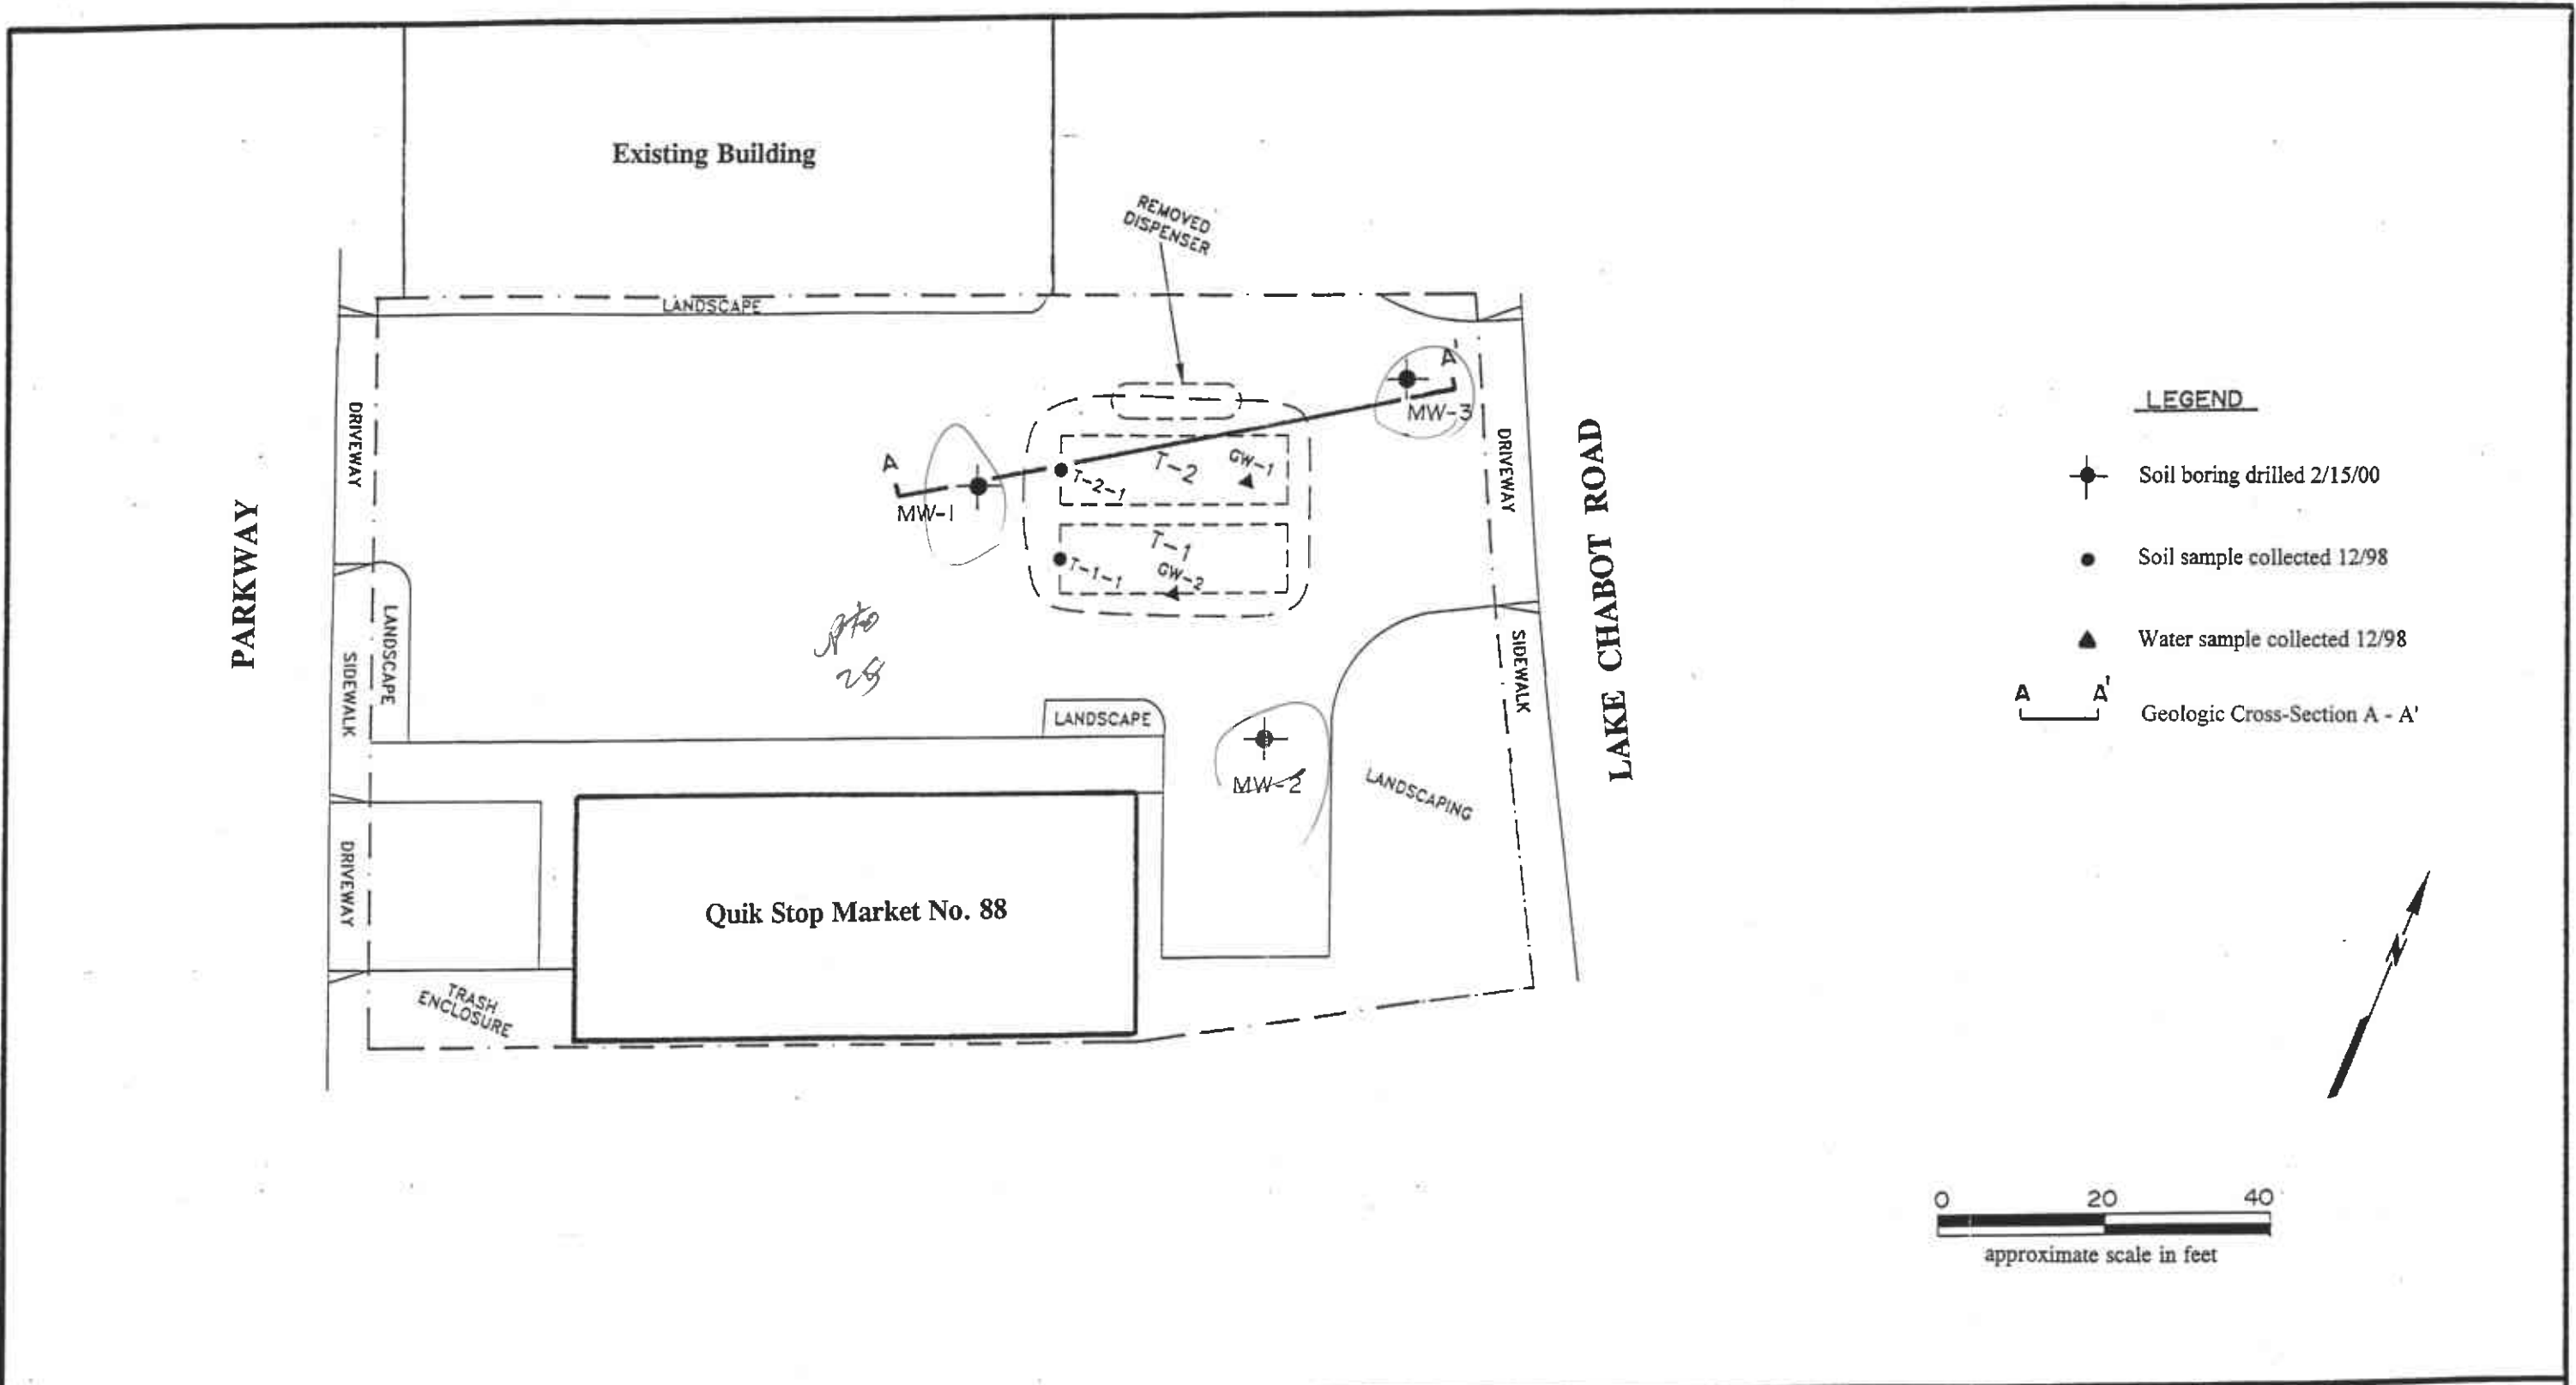 Existing Building
REMOVED
DISPENSER
LANDSCAPE
DRIVEWAY
A
A'
MW-3
MW-1
T-2-1
T-2
GW-1
T-1
T-1-1
GW-2
DRIVEWAY
PARKWAY
LAKE CHABOT ROAD
LANDSCAPE
SIDEWALK
SIDEWALK
LANDSCAPE
MW-2
LANDSCAPING
DRIVEWAY
Quik Stop Market No. 88
TRASH
ENCLOSURE
LEGEND
Soil boring drilled 2/15/00
Soil sample collected 12/98
Water sample collected 12/98
A A'
Geologic Cross-Section A - A'
N
0 20 40
approximate scale in feet